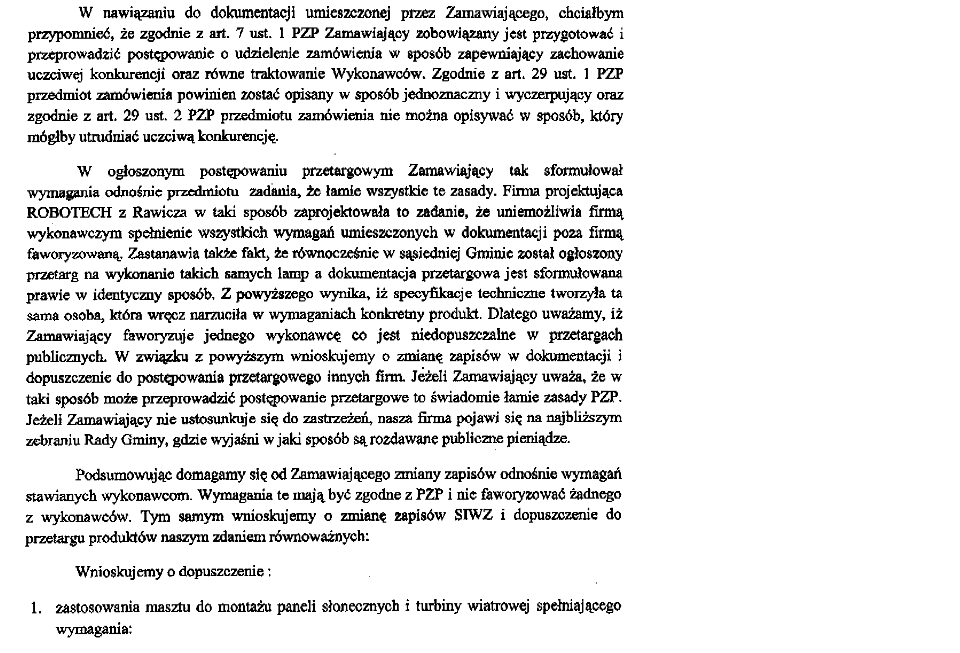 W nawiązaniu do dokumentacji umieszczonej przez Zamawiającego, chciałbym
przypomnieć, że zgodnie z art. 7 ust. 1 PZP Zamawiający zobowiązany jest przygotować i
przeprowadzić postępowanie o udzielenie zamówienia w sposób zapewniający zachowanie
uczciwej konkurencji oraz równe traktowanie Wykonawców. Zgodnie z art. 29 ust. 1 PZP
przedmiot zamówienia powinien zostać opisany w sposób jednoznaczny i wyczerpujący oraz
zgodnie z art. 29 ust. 2 PZP przedmiotu zamówienia nie można opisywać w sposób, który
mógłby utrudniać uczciwą konkurencję.
W ogłoszonym postępowaniu przetargowym Zamawiający tak sformułował
wymagania odnośnie przedmiotu zadania, że łamie wszystkie te zasady. Firma projektująca
ROBOTECH z Rawicza w taki sposób zaprojektowała to zadanie, że uniemożliwia firmą
wykonawczym spełnienie wszystkich wymagań umieszczonych w dokumentacji poza firmą
faworyzowaną. Zastanawia także fakt, że równocześnie w sąsiedniej Gminie został ogłoszony
przetarg na wykonanie takich samych lamp a dokumentacja przetargowa jest sformułowana
prawie w identyczny sposób. Z powyższego wynika, iż specyfikacje techniczne tworzyła ta
sama osoba, która wręcz narzuciła w wymaganiach konkretny produkt. Dlatego uważamy, iż
Zamawiający faworyzuje jednego wykonawcę co jest niedopuszczalne w przetargach
publicznych. W związku z powyższym wnioskujemy o zmianę zapisów w dokumentacji i
dopuszczenie do postępowania przetargowego innych firm. Jeżeli Zamawiający uważa, że w
taki sposób może przeprowadzić postępowanie przetargowe to świadomie łamie zasady PZP.
Jeżeli Zamawiający nie ustosunkuje się do zastrzeżeń, nasza firma pojawi się na najbliższym
zebraniu Rady Gminy, gdzie wyjaśni w jaki sposób są rozdawane publiczne pieniądze.
Podsumowując domagamy się od Zamawiającego zmiany zapisów odnośnie wymagań
stawianych wykonawcom. Wymagania te mają być zgodne z PZP i nie faworyzować żadnego
z wykonawców. Tym samym wnioskujemy o zmianę zapisów SIWZ i dopuszczenie do
przetargu produktów naszym zdaniem równoważnych:
Wnioskujemy o dopuszczenie :
1. zastosowania masztu do montażu paneli słonecznych i turbiny wiatrowej spełniającego
wymagania: